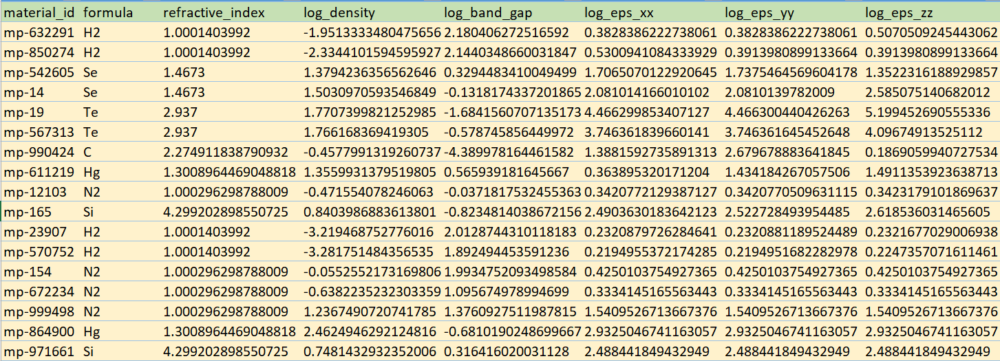 material_id formula refractive_index log_density log_band_gap log_eps_xx log_eps_yy log_eps_zz
mp-632291 H2 1.0001403992 -1.9513333480475656 2.180406272516592 0.3828386222738061 0.3828386222738061 0.5070509245443062
mp-850274 H2 1.0001403992 -2.3344101594595927 2.1440348660031847 0.5300941084333929 0.3913980899133664 0.3913980899133664
mp-542605 Se 1.4673 1.3794236356562646 0.3294483410049499 1.7065070122920645 1.7375464569604178 1.3522316188929857
mp-14 Se 1.4673 1.5030970593546849 -0.1318174337201865 2.081014166010102 2.0810139782009 2.585075140682012
mp-19 Te 2.937 1.7707399821252985 -1.6841560707135173 4.466299853407127 4.466300440426263 5.199452690555336
mp-567313 Te 2.937 1.766168369419305 -0.578745856449972 3.746361839660141 3.746361645452648 4.09674913525112
mp-990424 C 2.274911838790932 -0.4577991319260737 -4.389978164461582 1.3881592735891313 2.679678883641845 0.1869059940727534
mp-611219 Hg 1.3008964469048818 1.3559931379519805 0.565939181645667 0.363895320171204 1.434184267057506 1.4911353923638713
mp-12103 N2 1.000296298788009 -0.471554078246063 -0.0371817532455363 0.3420772129387127 0.3420770509631115 0.3423179101869637
mp-165 Si 4.299202898550725 0.8403986883613801 -0.8234814038672156 2.4903630183642123 2.522728493954485 2.618536031465605
mp-23907 H2 1.0001403992 -3.219468752776016 2.0128744310118183 0.2320879726284641 0.2320881189524489 0.2321677029006938
mp-570752 H2 1.0001403992 -3.281751484356535 1.892494453591236 0.2194955372174285 0.2194951682282978 0.2247357071611461
mp-154 N2 1.000296298788009 -0.0552552173169806 1.9934752093498584 0.4250103754927365 0.4250103754927365 0.4250103754927365
mp-672234 N2 1.000296298788009 -0.6382235232303359 1.095674978994699 0.3334145165563443 0.3334145165563443 0.3334145165563443
mp-999498 N2 1.000296298788009 1.2367490720741785 1.3760927511987815 1.5409526713667376 1.5409526713667376 1.5409526713667376
mp-864900 Hg 1.3008964469048818 2.4624946292124816 -0.6810190248699667 2.9325046741163057 2.9325046741163057 2.9325046741163057
mp-971661 Si 4.299202898550725 0.7481432932352006 0.316416020031128 2.488441849432949 2.488441849432949 2.488441849432949